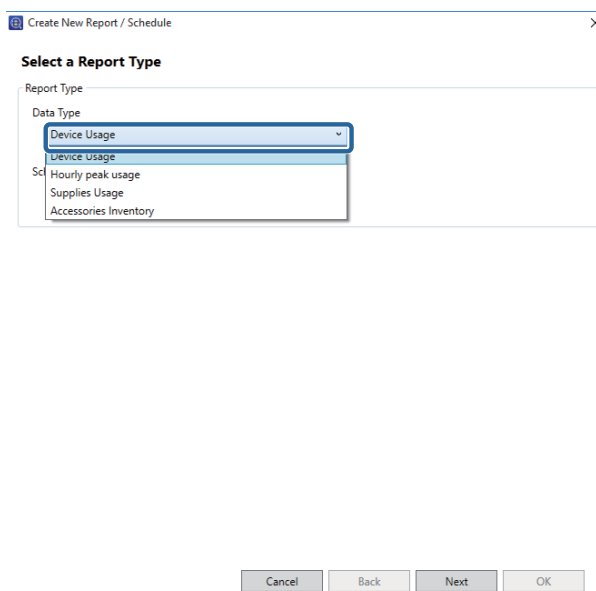 Create New Report / Schedule
Select a Report Type
Report Type
Data Type
Device Usage
Device Usage
Hourly peak usage
Supplies Usage
Accessories Inventory
Cancel
Back
Next
OK